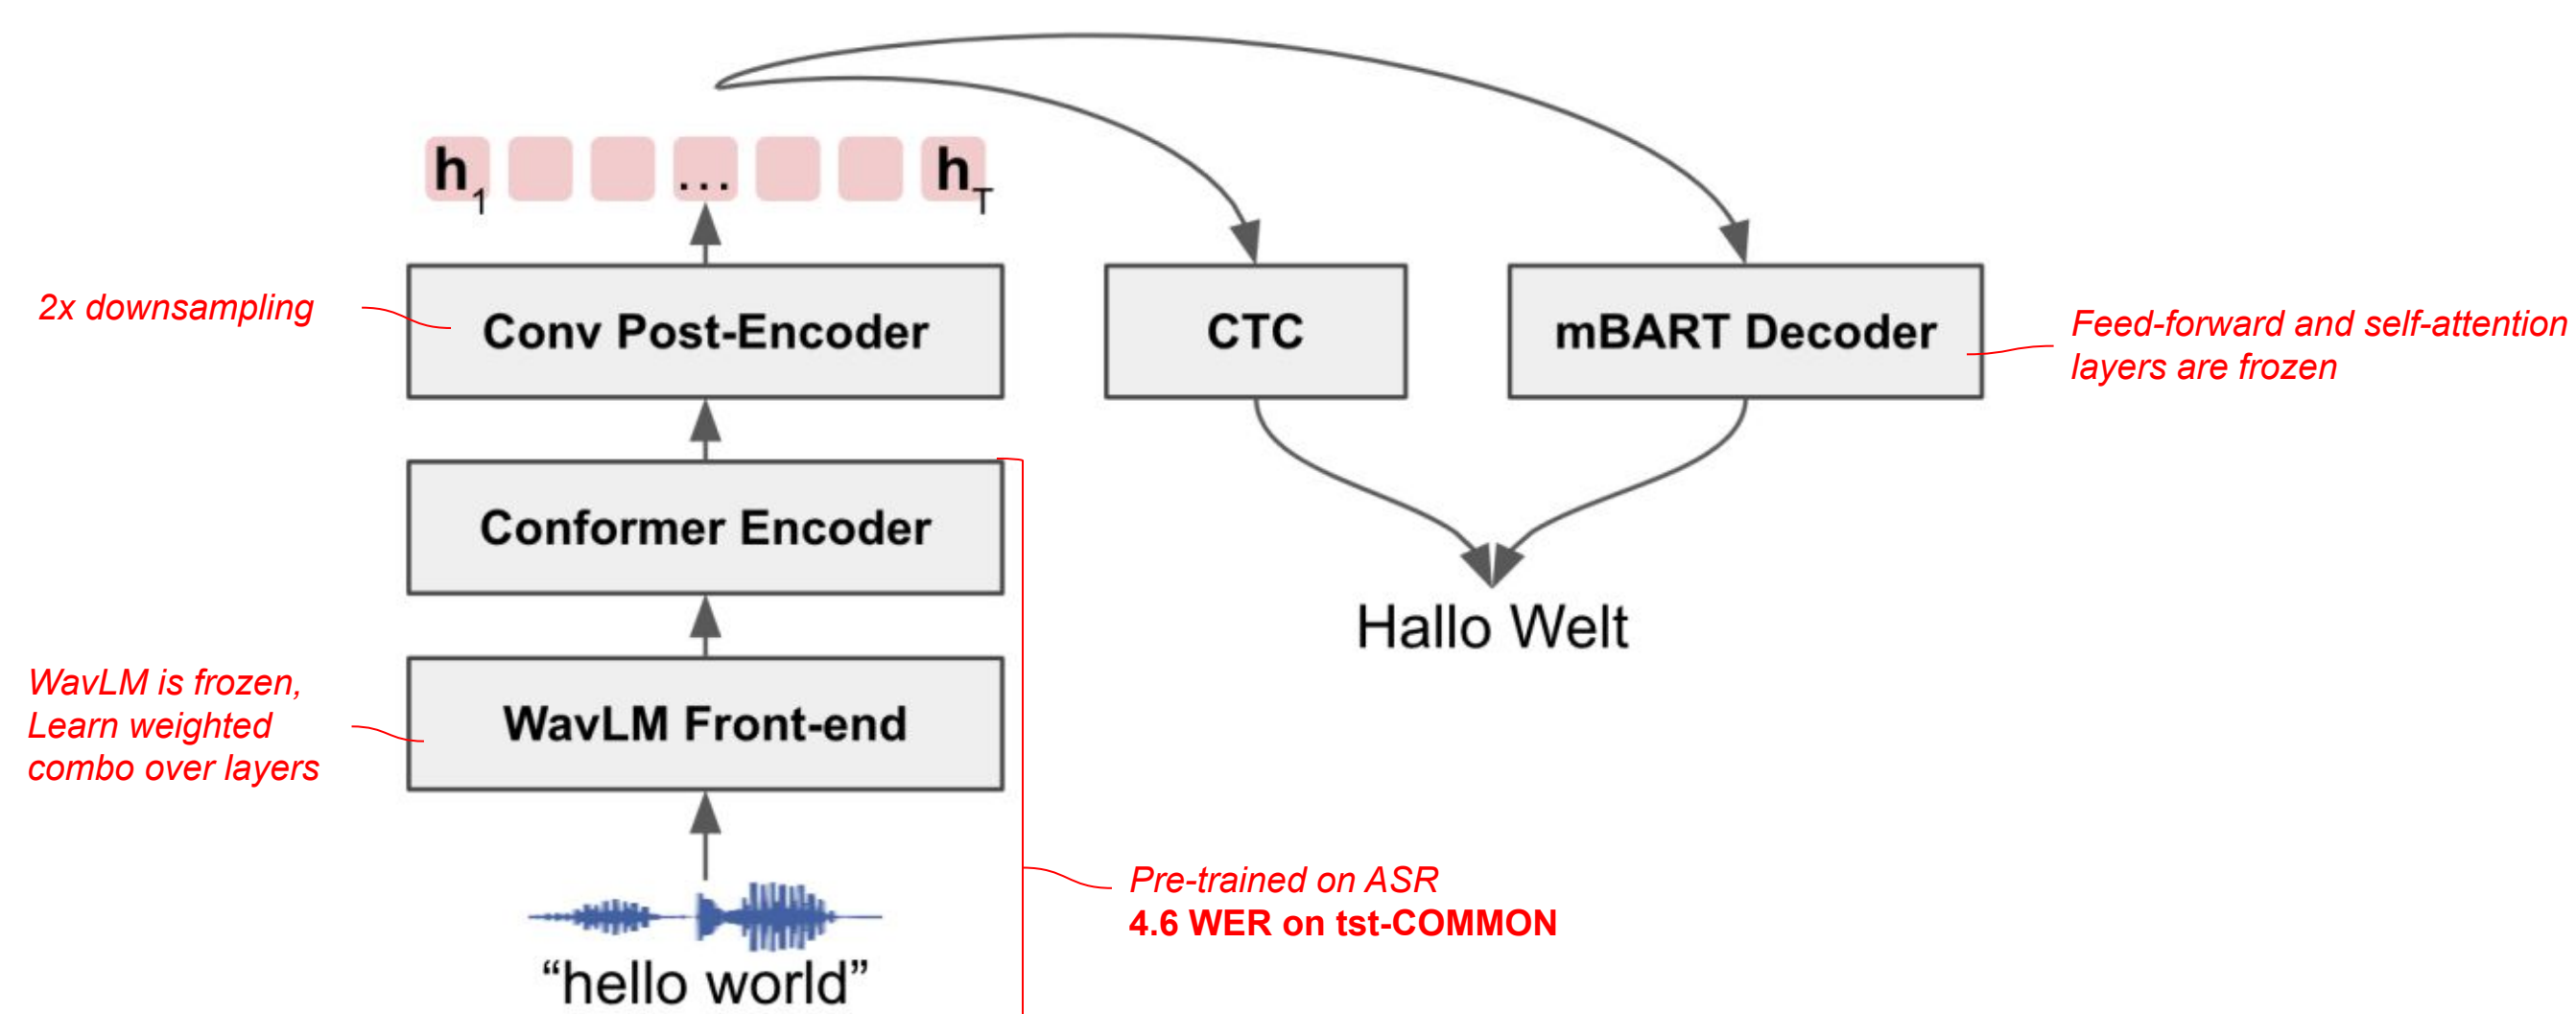 h1 ... hT
2x downsampling
Conv Post-Encoder
CTC
mBART Decoder
Feed-forward and self-attention
layers are frozen
Conformer Encoder
Hallo Welt
WavLM is frozen,
Learn weighted
combo over layers
WavLM Front-end
Pre-trained on ASR
4.6 WER on tst-COMMON
“hello world”